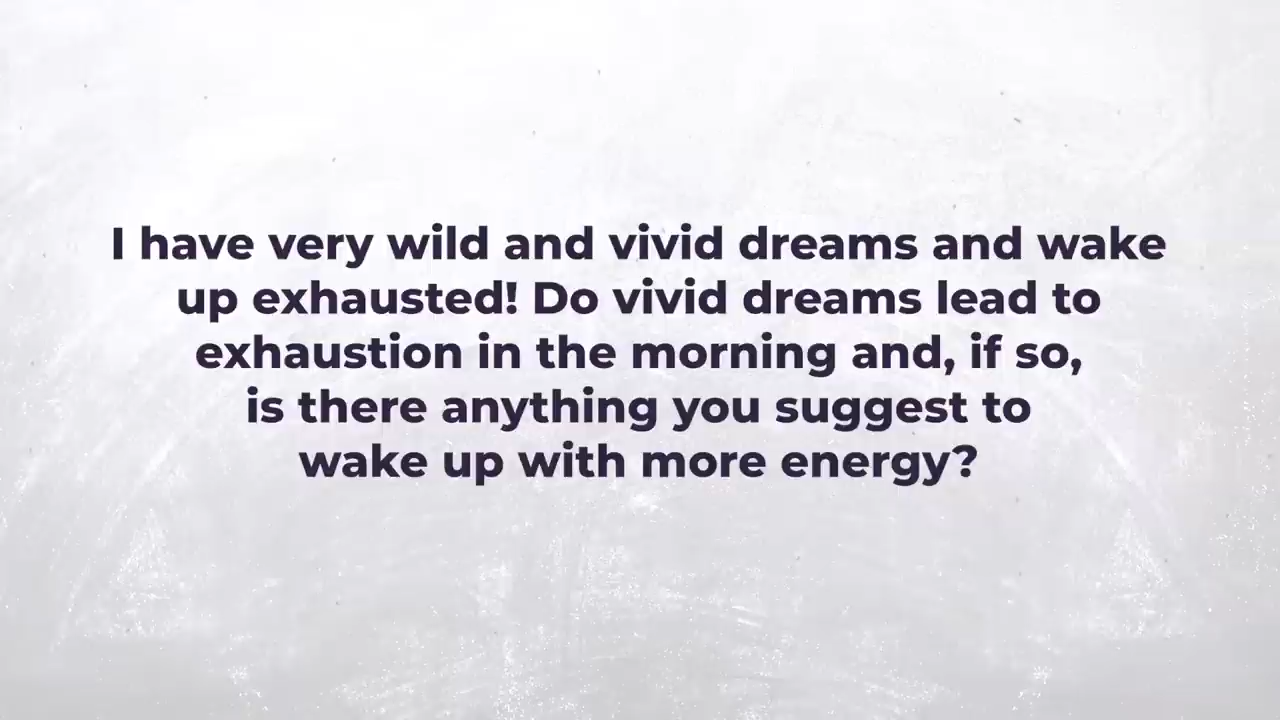 I have very wild and vivid dreams and wake
up exhausted! Do vivid dreams lead to
exhaustion in the morning and, if so,
is there anything you suggest to
wake up with more energy?